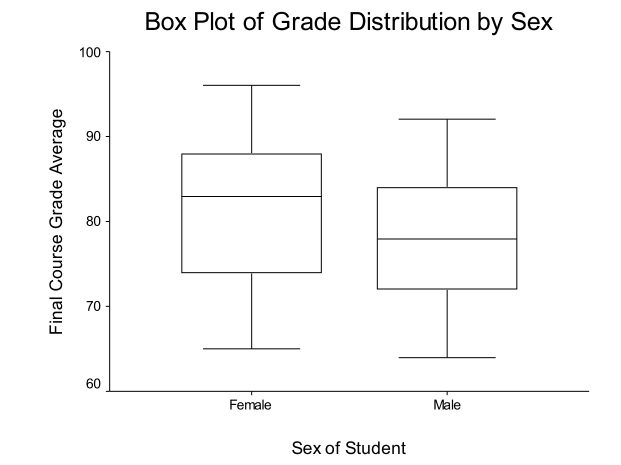 Box Plot of Grade Distribution by Sex
Final Course Grade Average
100
90
80
70
60
Female Male
Sex of Student